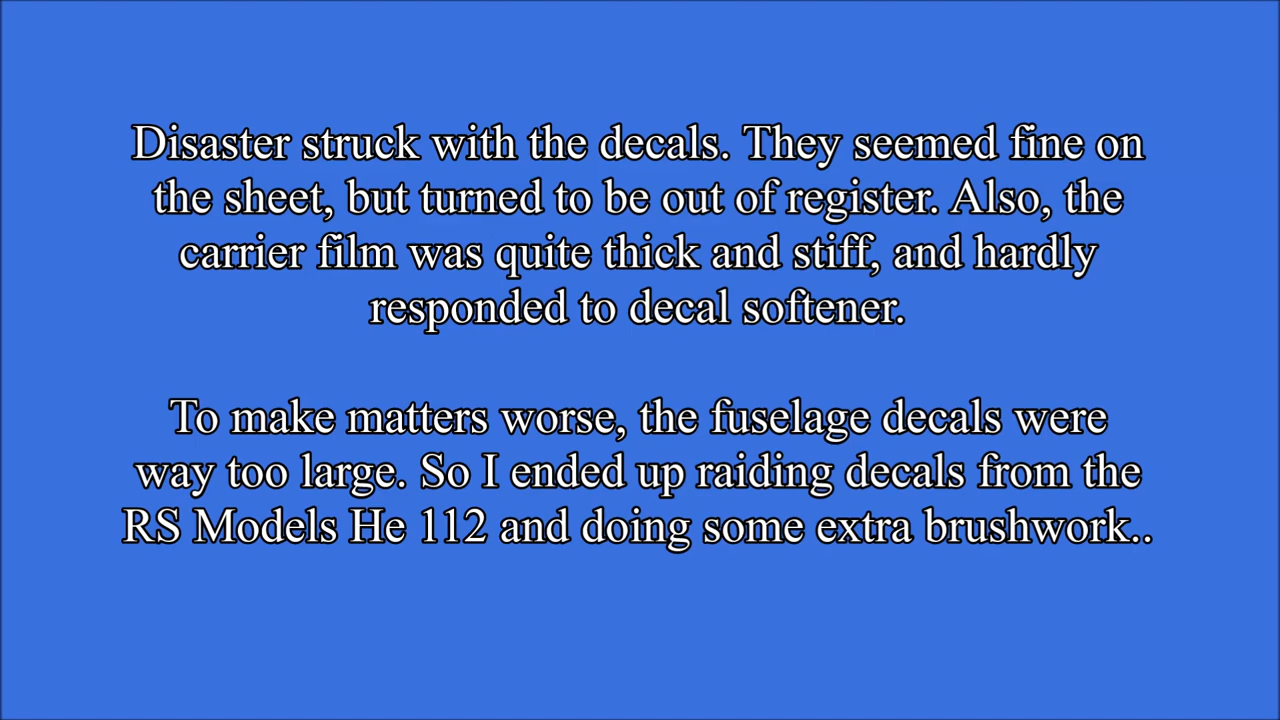 Disaster struck with the decals. They seemed fine on
the sheet, but turned to be out of register. Also, the
carrier film was quite thick and stiff, and hardly
responded to decal softener.
To make matters worse, the fuselage decals were
way too large. So I ended up raiding decals from the
RS Models He 112 and doing some extra brushwork..